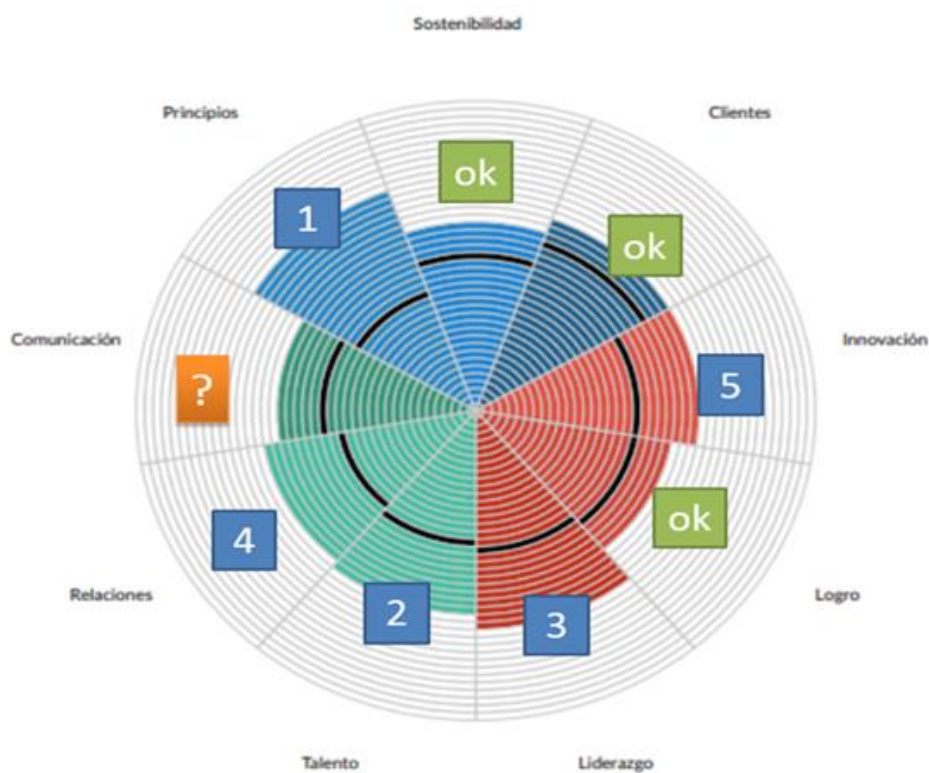 Sostenibilidad
Principios
Clientes
ok
1
ok
Comunicación
Innovación
?
5
ok
4
Relaciones
Logro
2
3
Talento
Liderazgo